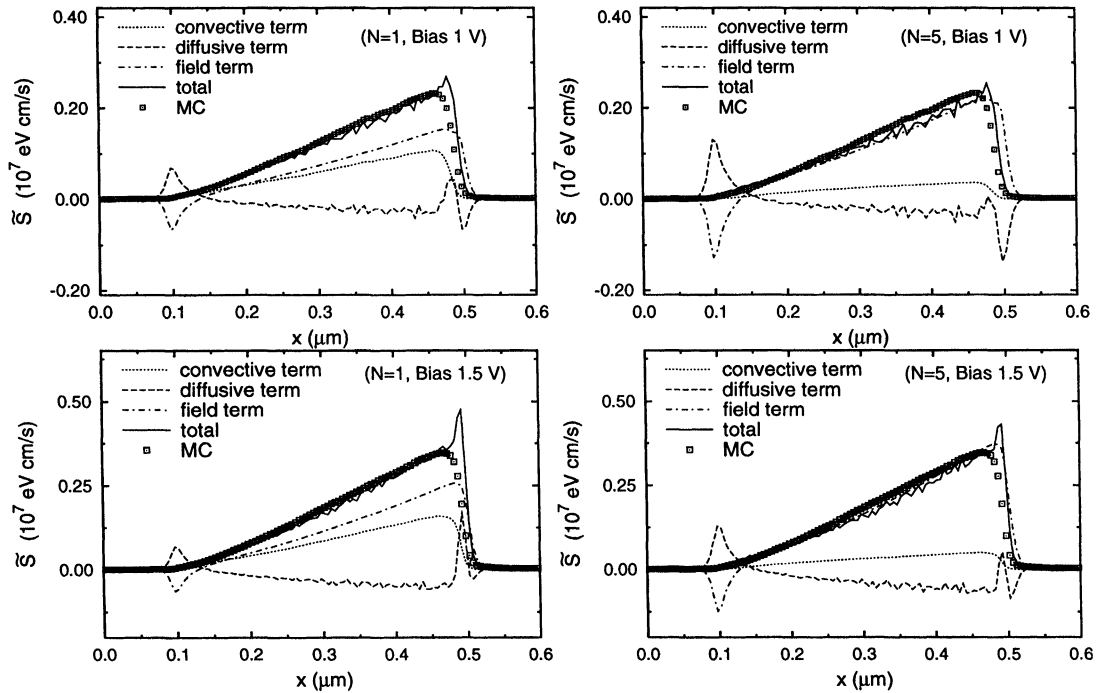 0.40
0.20
0.00
-0.20
S̃ (10⁷ eV cm/s)
convective term
diffusive term
field term
total
MC
(N=1, Bias 1 V)
0.0 0.1 0.2 0.3 0.4 0.5 0.6
x (μm)
0.40
0.20
0.00
-0.20
S̃ (10⁷ eV cm/s)
convective term
diffusive term
field term
total
MC
(N=5, Bias 1 V)
0.0 0.1 0.2 0.3 0.4 0.5 0.6
x (μm)
0.50
0.25
0.00
S̃ (10⁷ eV cm/s)
convective term
diffusive term
field term
total
MC
(N=1, Bias 1.5 V)
0.0 0.1 0.2 0.3 0.4 0.5 0.6
x (μm)
0.50
0.25
0.00
S̃ (10⁷ eV cm/s)
convective term
diffusive term
field term
total
MC
(N=5, Bias 1.5 V)
0.0 0.1 0.2 0.3 0.4 0.5 0.6
x (μm)